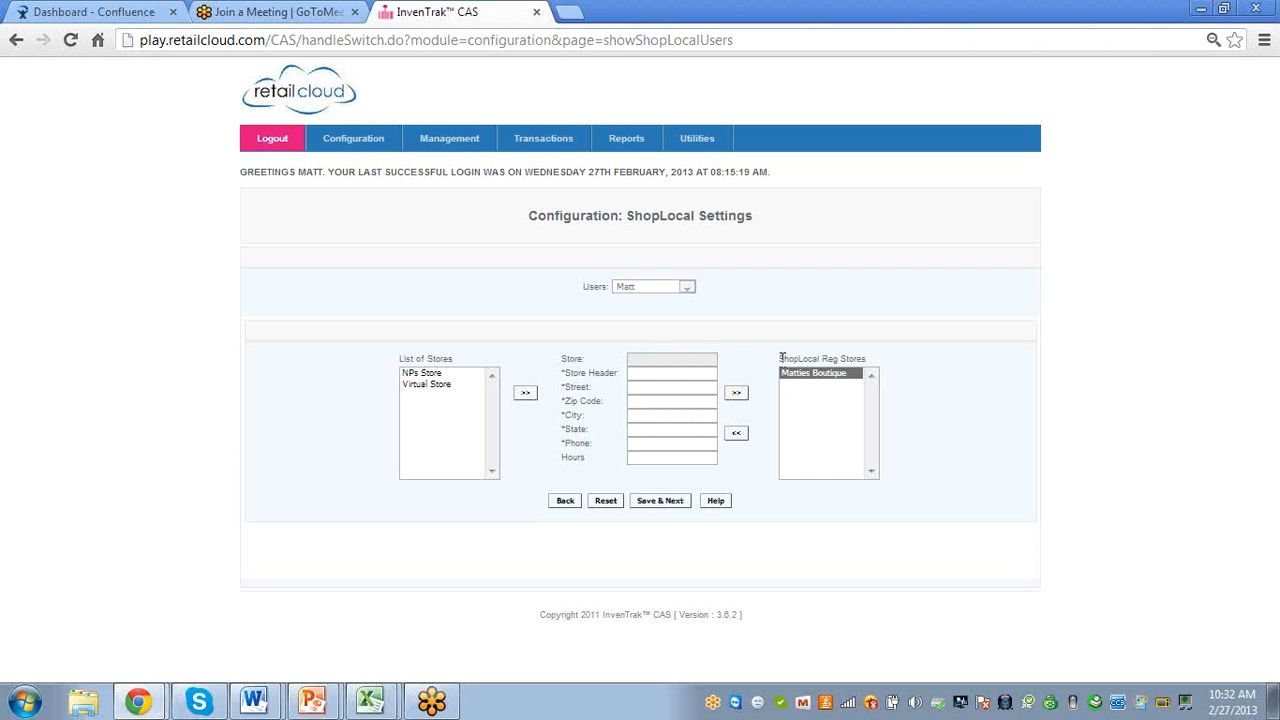 Dashboard - Confluence
Join a Meeting | GoToMee
InvenTrak™ CAS
play.retailcloud.com/CAS/handleSwitch.do?module=configuration&page=showShopLocalUsers
retailcloud
Logout
Configuration
Management
Transactions
Reports
Utilities
GREETINGS MATT. YOUR LAST SUCCESSFUL LOGIN WAS ON WEDNESDAY 27TH FEBRUARY, 2013 AT 08:15:19 AM.
Configuration: ShopLocal Settings
Users: Matt
List of Stores
NPs Store
Virtual Store
>>
Store:
*Store Header:
*Street:
*Zip Code:
*City:
*State:
*Phone:
Hours
>>
<<
ShopLocal Reg Stores
Matties Boutique
Back
Reset
Save & Next
Help
Copyright 2011 InvenTrak™ CAS [ Version : 3.6.2 ]
10:32 AM
2/27/2013